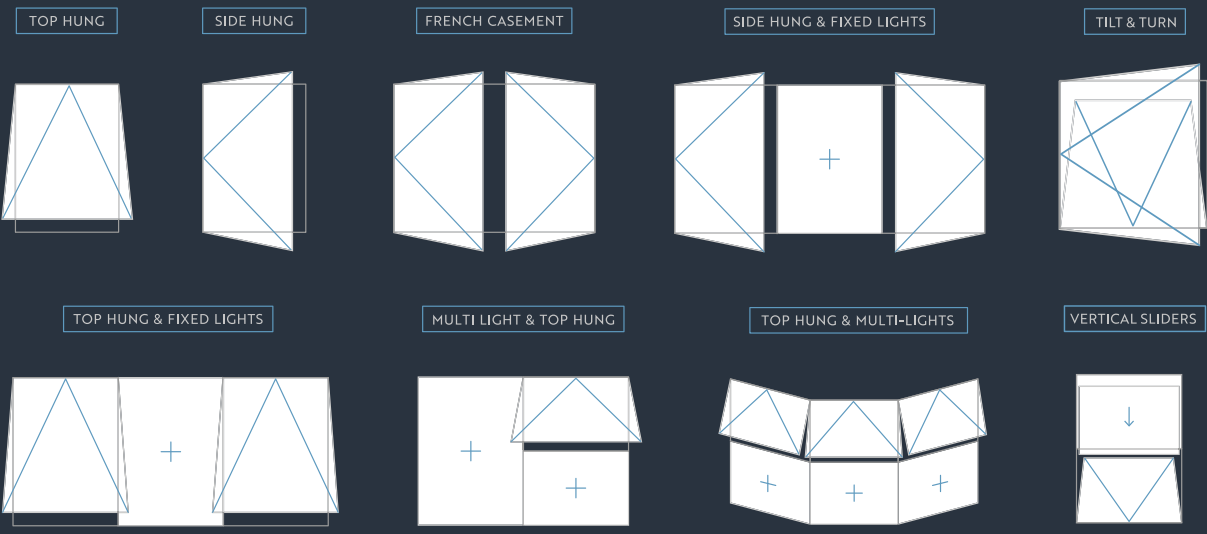 TOP HUNG
SIDE HUNG
FRENCH CASEMENT
SIDE HUNG & FIXED LIGHTS
TILT & TURN
TOP HUNG & FIXED LIGHTS
MULTI LIGHT & TOP HUNG
TOP HUNG & MULTI-LIGHTS
VERTICAL SLIDERS